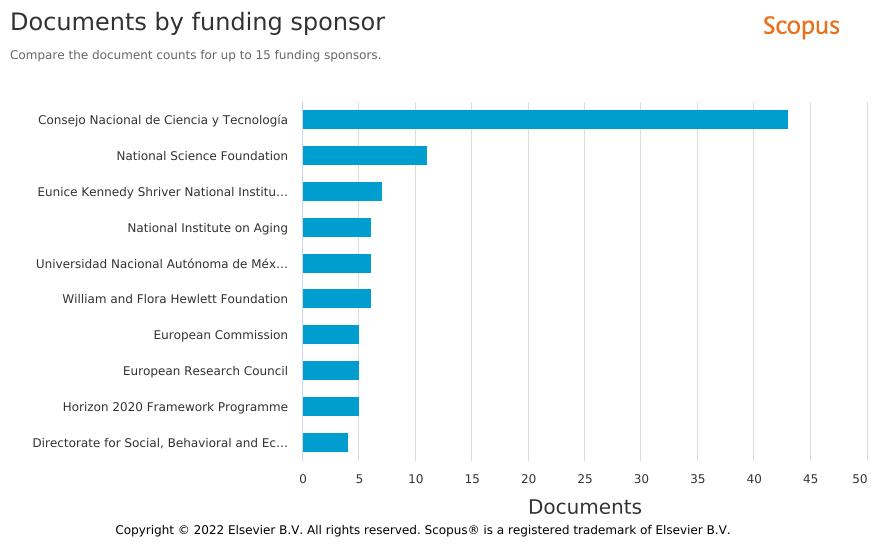 Documents by funding sponsor
Scopus
Compare the document counts for up to 15 funding sponsors.
Consejo Nacional de Ciencia y Tecnología
National Science Foundation
Eunice Kennedy Shriver National Institu...
National Institute on Aging
Universidad Nacional Autónoma de Méx...
William and Flora Hewlett Foundation
European Commission
European Research Council
Horizon 2020 Framework Programme
Directorate for Social, Behavioral and Ec...
0 5 10 15 20 25 30 35 40 45 50
Documents
Copyright © 2022 Elsevier B.V. All rights reserved. Scopus® is a registered trademark of Elsevier B.V.